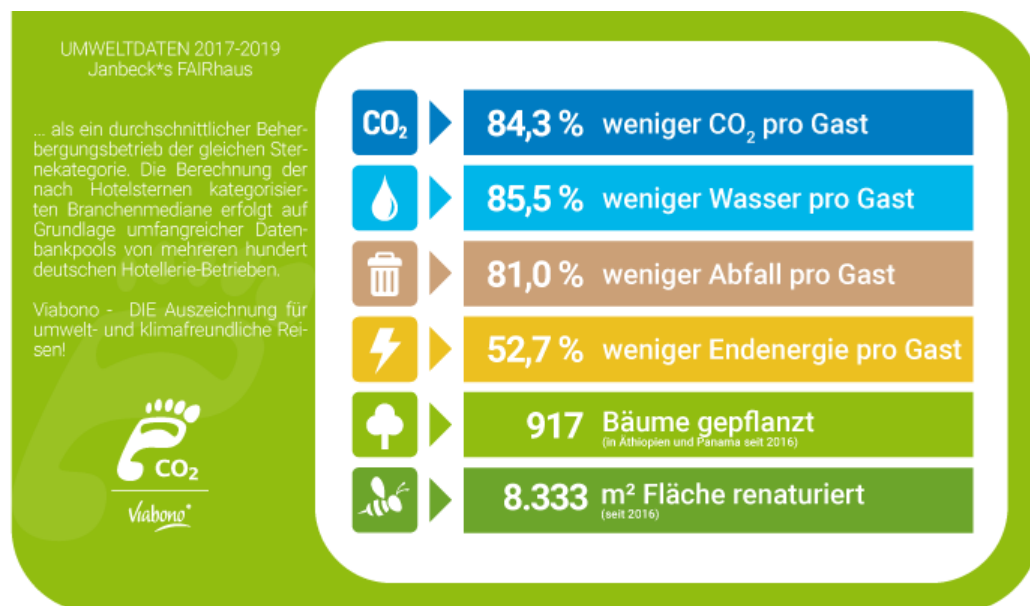 UMWELTDATEN 2017-2019
Janbeck*s FAIRhaus
... als ein durchschnittlicher Beher-
bergungsbetrieb der gleichen Ster-
nekategorie. Die Berechnung der
nach Hotelsternen kategorisier-
ten Branchenmediane erfolgt auf
Grundlage umfangreicher Daten-
bankpools von mehreren hundert
deutschen Hotellerie-Betrieben.
Viabono - DIE Auszeichnung für
umwelt- und klimafreundliche Rei-
sen!
CO₂
Viabono*
CO₂ 84,3 % weniger CO₂ pro Gast
85,5 % weniger Wasser pro Gast
81,0 % weniger Abfall pro Gast
52,7 % weniger Endenergie pro Gast
917 Bäume gepflanzt
(in Äthiopien und Panama seit 2016)
8.333 m² Fläche renaturiert
(seit 2016)